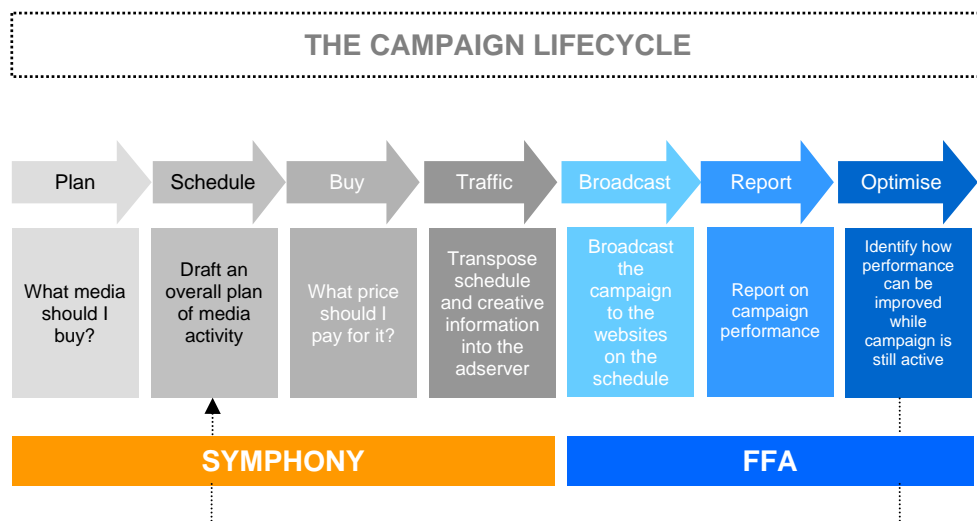 THE CAMPAIGN LIFECYCLE
Plan
Schedule
Buy
Traffic
Broadcast
Report
Optimise
What media
should I
buy?
Draft an
overall plan
of media
activity
What price
should I
pay for it?
Transpose
schedule
and creative
information
into the
adserver
Broadcast
the
campaign
to the
websites
on the
schedule
Report on
campaign
performance
Identify how
performance
can be
improved
while
campaign is
still active
SYMPHONY
FFA